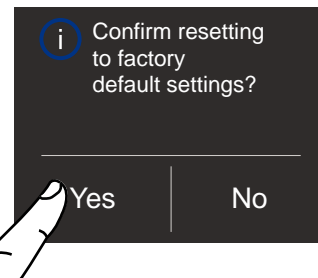 i Confirm resetting
to factory
default settings?
Yes No